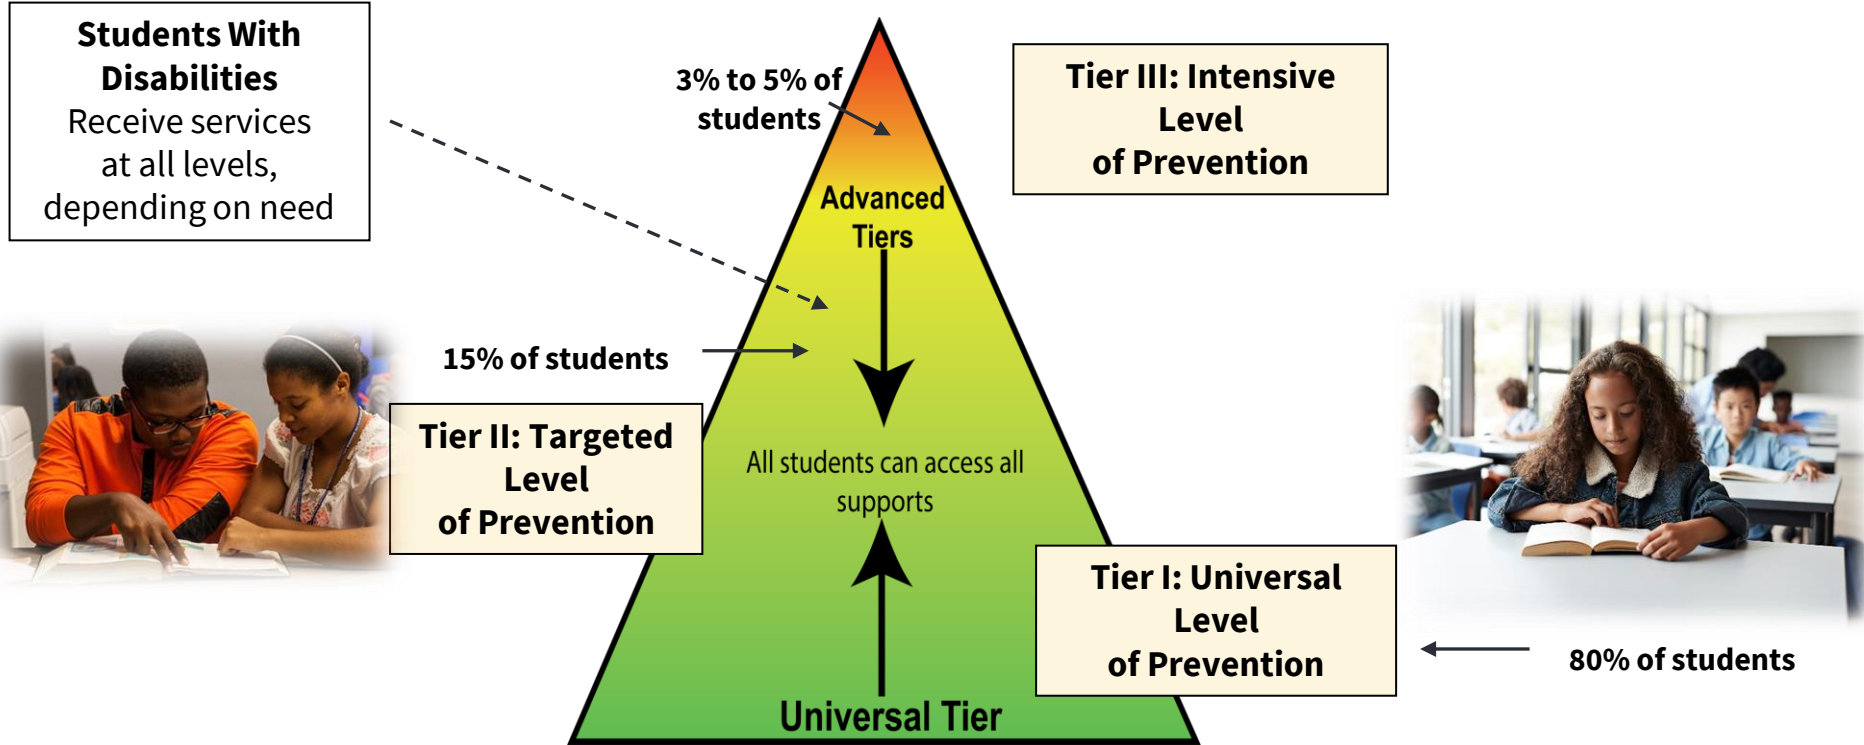 Students With
Disabilities
Receive services
at all levels,
depending on need
3% to 5% of
students
Tier III: Intensive
Level
of Prevention
Advanced
Tiers
15% of students
Tier II: Targeted
Level
of Prevention
All students can access all
supports
Tier I: Universal
Level
of Prevention
80% of students
Universal Tier